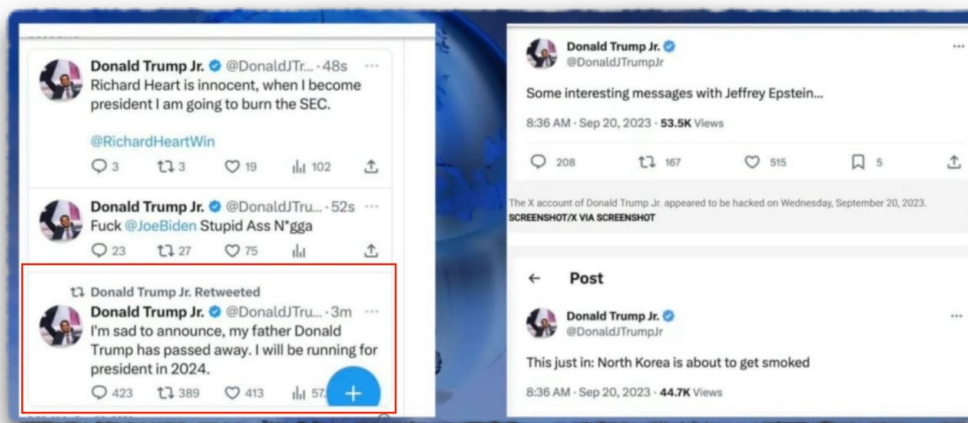 Donald Trump Jr. @DonaldJTr... · 48s
Richard Heart is innocent, when I become
president I am going to burn the SEC.
@RichardHeartWin
3 3 19 102
Donald Trump Jr. @DonaldJTru... · 52s
Fuck @JoeBiden Stupid Ass N*gga
23 27 75
Donald Trump Jr. Retweeted
Donald Trump Jr. @DonaldJTru... · 3m
I'm sad to announce, my father Donald
Trump has passed away. I will be running for
president in 2024.
423 389 413 57
Donald Trump Jr.
@DonaldJTrumpJr
Some interesting messages with Jeffrey Epstein...
8:36 AM · Sep 20, 2023 · 53.5K Views
208 167 515 5
The X account of Donald Trump Jr. appeared to be hacked on Wednesday, September 20, 2023.
SCREENSHOT/X VIA SCREENSHOT
Post
Donald Trump Jr.
@DonaldJTrumpJr
This just in: North Korea is about to get smoked
8:36 AM · Sep 20, 2023 · 44.7K Views